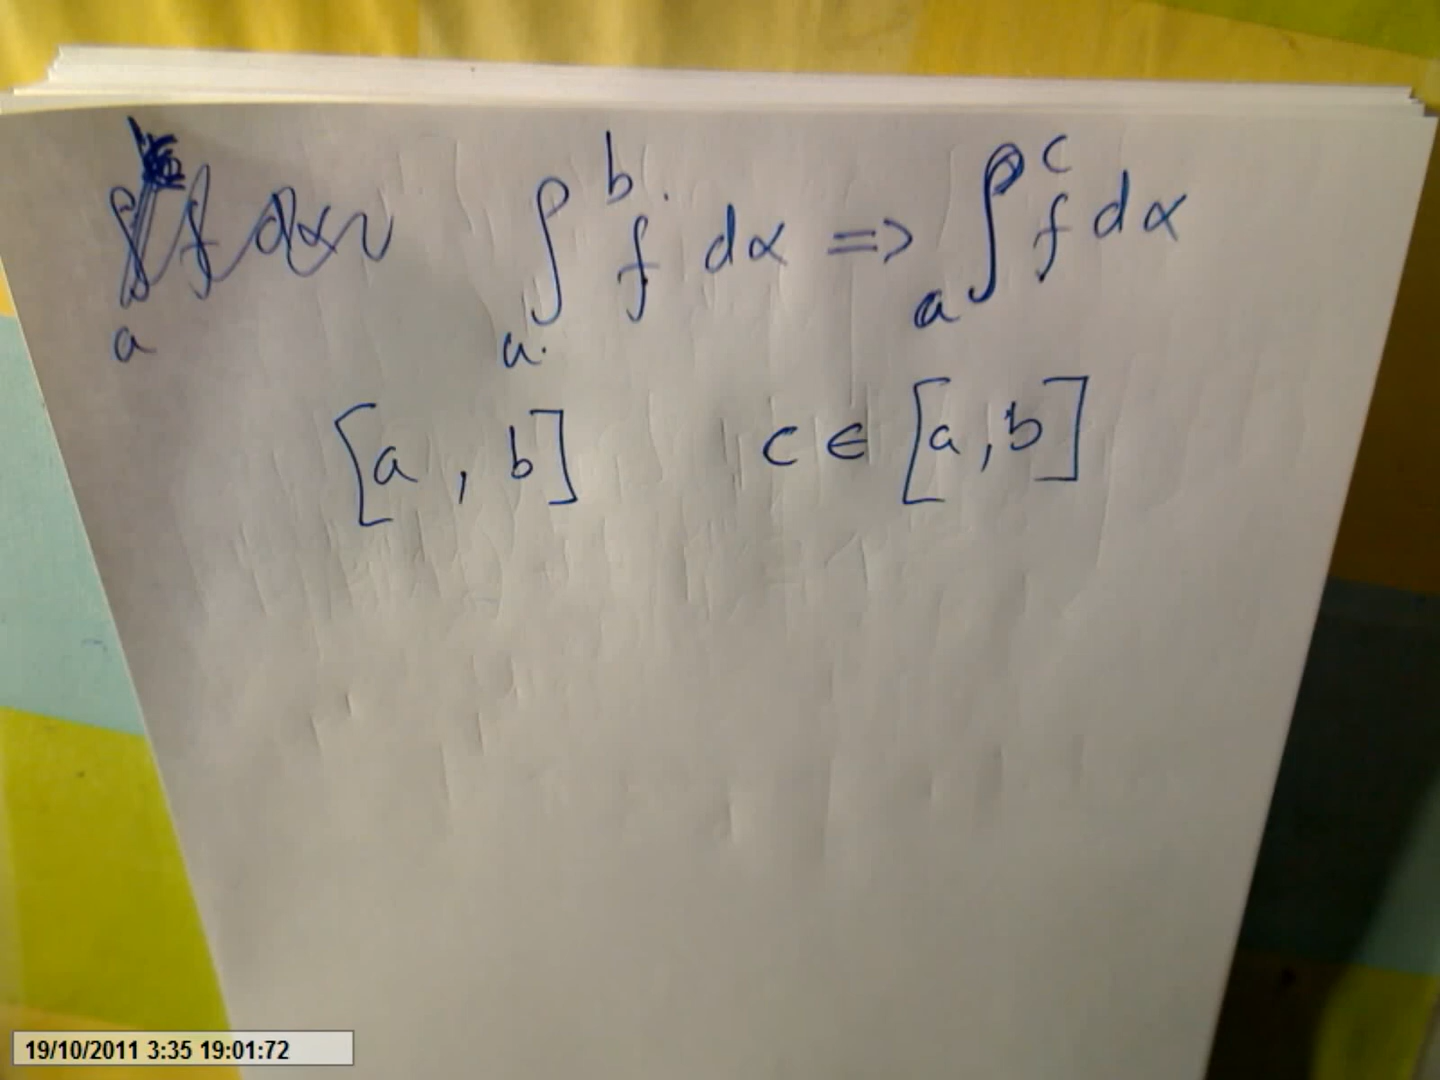 ∫_a^b f dα => ∫_a^c f dα
[a, b] c ∈ [a, b]
19/10/2011 3:35 19:01:72